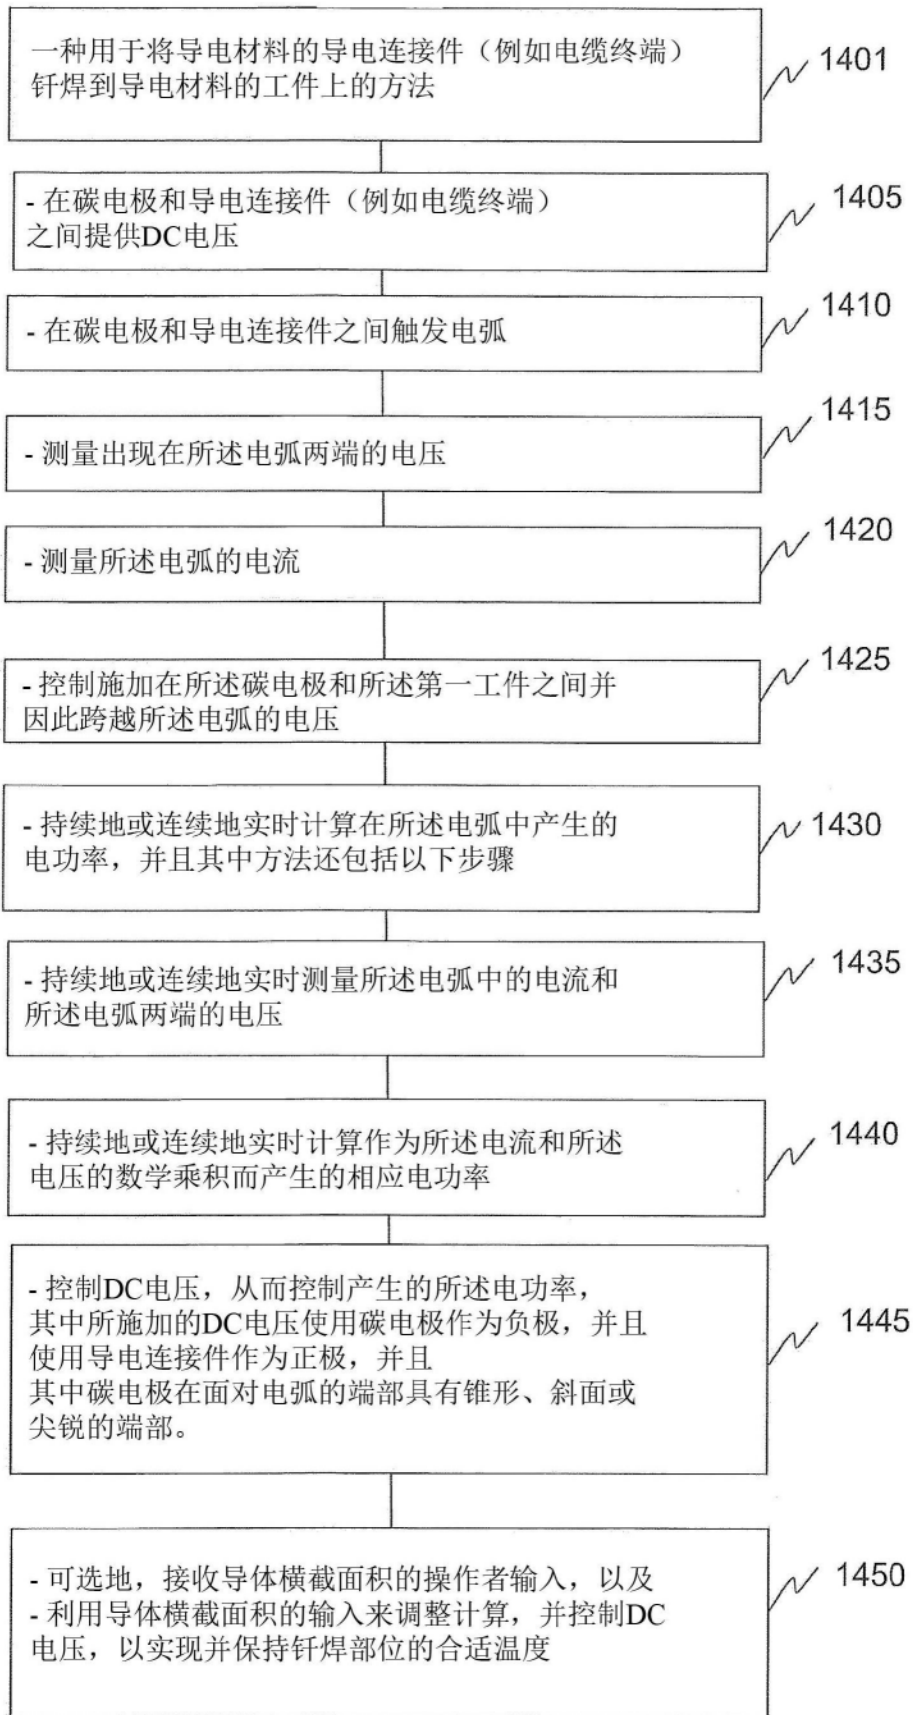 一种用于将导电材料的导电连接件（例如电缆终端）
钎焊到导电材料的工件上的方法
1401
- 在碳电极和导电连接件（例如电缆终端）
之间提供DC电压
1405
- 在碳电极和导电连接件之间触发电弧
1410
- 测量出现在所述电弧两端的电压
1415
- 测量所述电弧的电流
1420
- 控制施加在所述碳电极和所述第一工件之间并
因此跨越所述电弧的电压
1425
- 持续地或连续地实时计算在所述电弧中产生的
电功率，并且其中方法还包括以下步骤
1430
- 持续地或连续地实时测量所述电弧中的电流和
所述电弧两端的电压
1435
- 持续地或连续地实时计算作为所述电流和所述
电压的数学乘积而产生的相应电功率
1440
- 控制DC电压，从而控制产生的所述电功率，
其中所施加的DC电压使用碳电极作为负极，并且
使用导电连接件作为正极，并且
其中碳电极在面对电弧的端部具有锥形、斜面或
尖锐的端部。
1445
- 可选地，接收导体横截面积的操作者输入，以及
- 利用导体横截面积的输入来调整计算，并控制DC
电压，以实现并保持钎焊部位的合适温度
1450